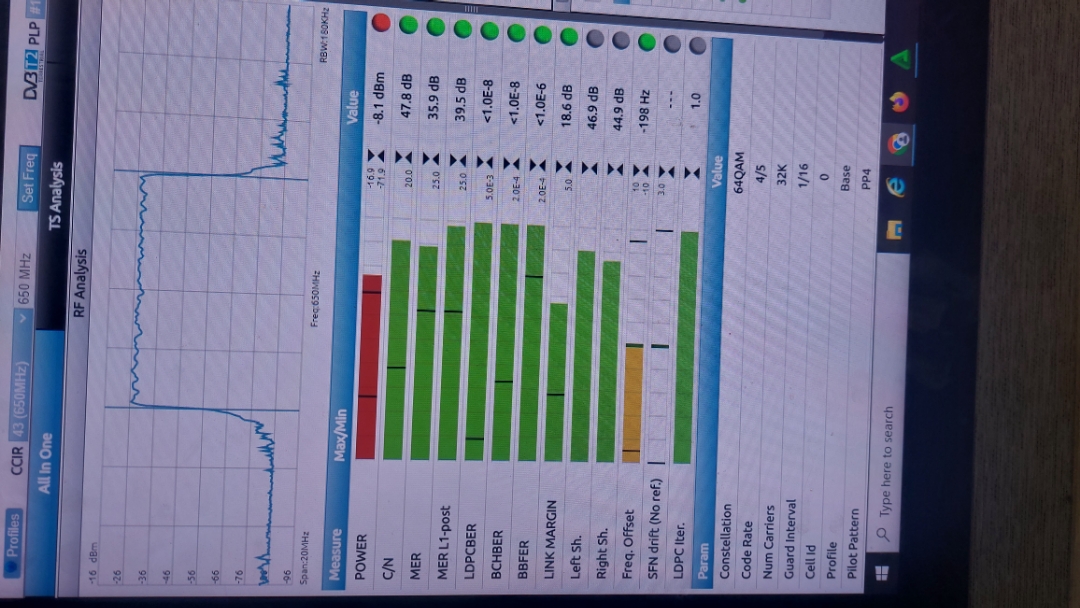 Profiles CCIR 43 (650MHz) 650 MHz Set Freq DVB T2 PLP #1
All In One TS Analysis
RF Analysis
-16 dBm
-26
-36
-46
-56
-66
-76
-96
Span:20MHz Freq:650MHz RBW:180KHz
Measure Max/Min Value
POWER -16.9 -71.9 -8.1 dBm
C/N 20.0 47.8 dB
MER 23.0 35.9 dB
MER L1-post 23.0 39.5 dB
LDPCBER 5.0E-3 <1.0E-8
BCHBER 2.0E-4 <1.0E-8
BBFER 2.0E-4 <1.0E-6
LINK MARGIN 5.0 18.6 dB
Left Sh. 46.9 dB
Right Sh. 44.9 dB
Freq. Offset 10 -10 -198 Hz
SFN drift (No ref.) 3.0 ---
LDPC Iter. 1.0
Param Value
Constellation 64QAM
Code Rate 4/5
Num Carriers 32K
Guard Interval 1/16
Cell Id 0
Profile Base
Pilot Pattern PP4
Type here to search